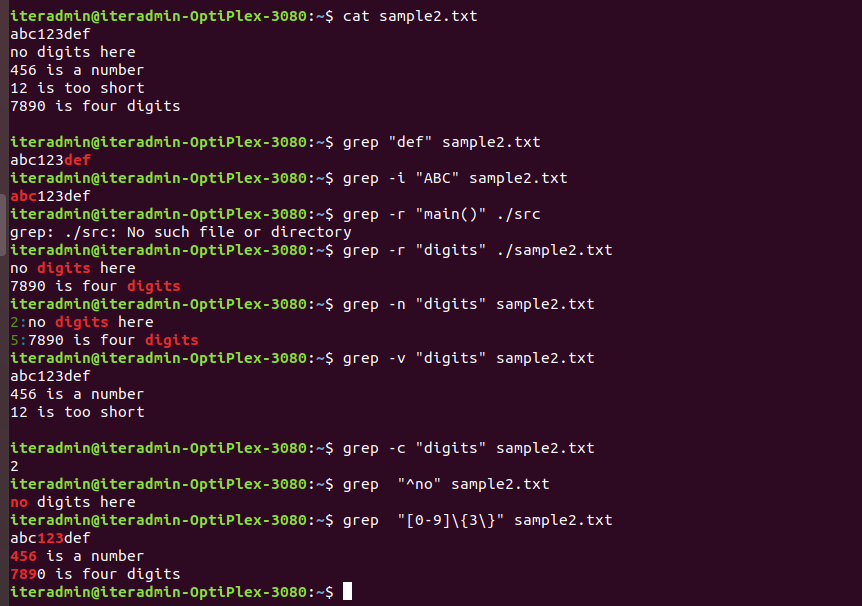 iteradmin@iteradmin-OptiPlex-3080:~$ cat sample2.txt
abc123def
no digits here
456 is a number
12 is too short
7890 is four digits

iteradmin@iteradmin-OptiPlex-3080:~$ grep "def" sample2.txt
abc123def
iteradmin@iteradmin-OptiPlex-3080:~$ grep -i "ABC" sample2.txt
abc123def
iteradmin@iteradmin-OptiPlex-3080:~$ grep -r "main()" ./src
grep: ./src: No such file or directory
iteradmin@iteradmin-OptiPlex-3080:~$ grep -r "digits" ./sample2.txt
no digits here
7890 is four digits
iteradmin@iteradmin-OptiPlex-3080:~$ grep -n "digits" sample2.txt
2:no digits here
5:7890 is four digits
iteradmin@iteradmin-OptiPlex-3080:~$ grep -v "digits" sample2.txt
abc123def
456 is a number
12 is too short

iteradmin@iteradmin-OptiPlex-3080:~$ grep -c "digits" sample2.txt
2
iteradmin@iteradmin-OptiPlex-3080:~$ grep  "^no" sample2.txt
no digits here
iteradmin@iteradmin-OptiPlex-3080:~$ grep  "[0-9]\{3\}" sample2.txt
abc123def
456 is a number
7890 is four digits
iteradmin@iteradmin-OptiPlex-3080:~$